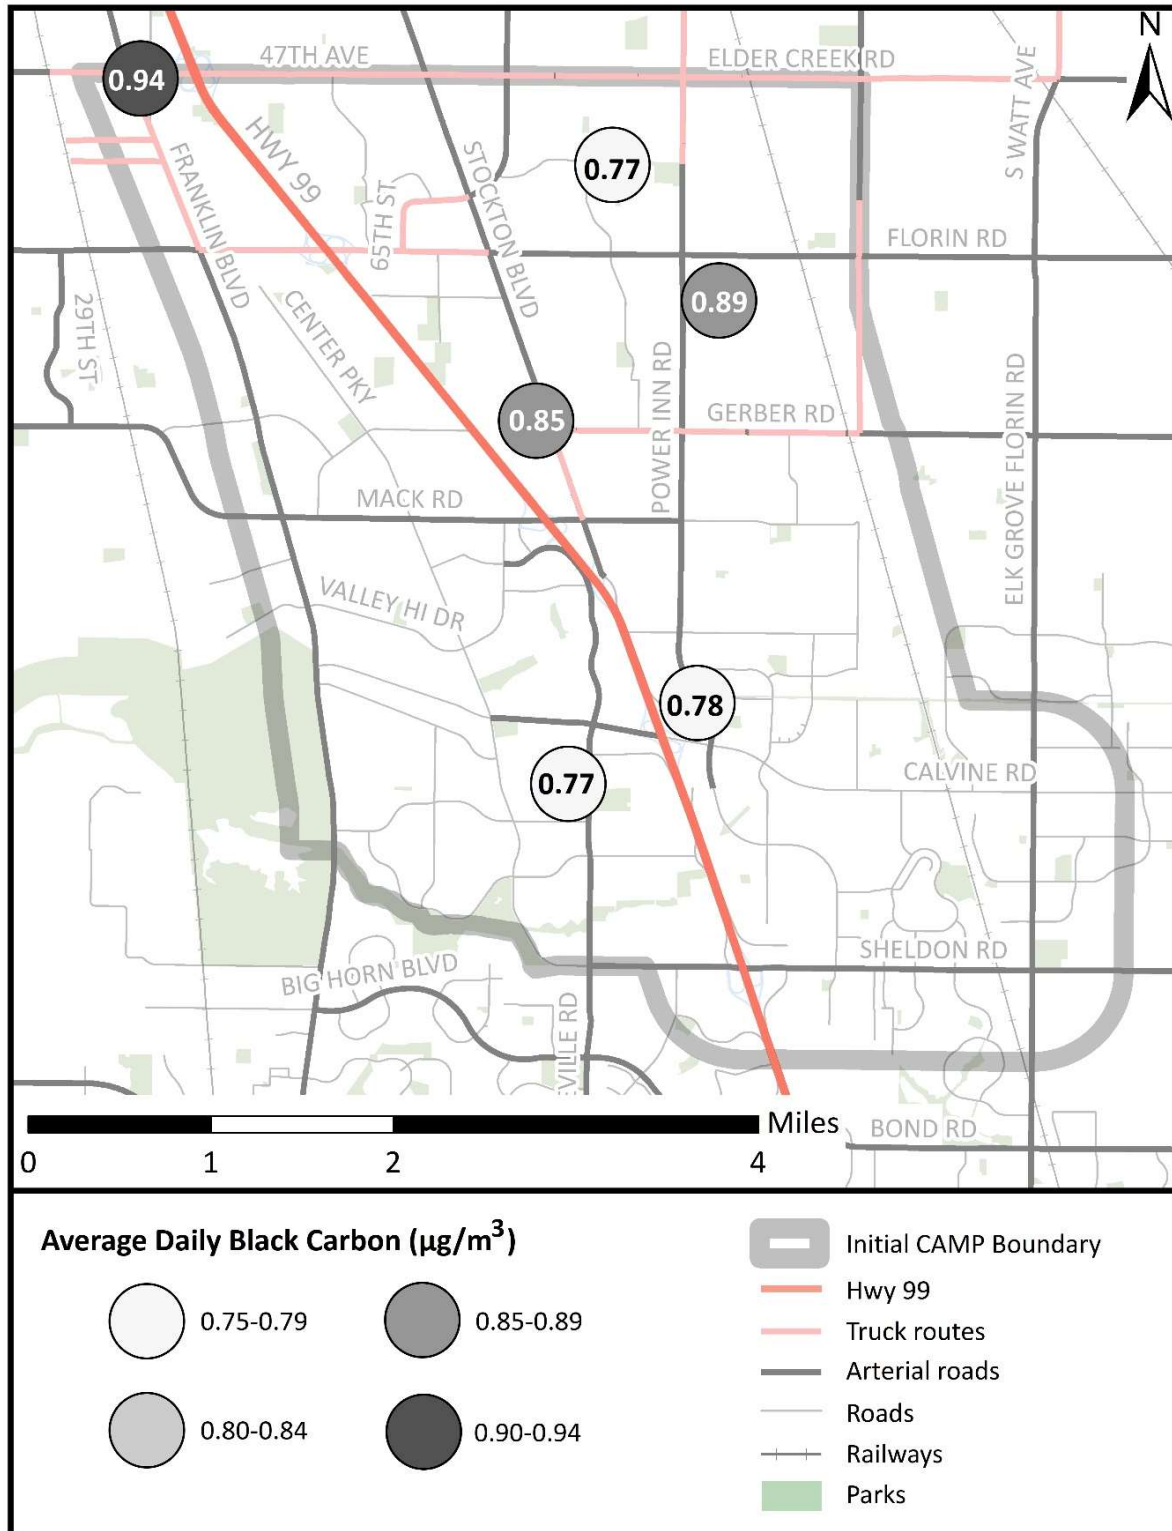 N
47TH AVE
ELDER CREEK RD
0.94
S WATT AVE
HWY 99
0.77
FRANKLIN BLVD
STOCKTON BLVD
65TH ST
FLORIN RD
29TH ST
CENTER PKY
0.89
POWER INN RD
ELK GROVE FLORIN RD
0.85
GERBER RD
MACK RD
VALLEY HI DR
0.78
0.77
CALVINE RD
SHELDON RD
BIG HORN BLVD
EVILLE RD
BOND RD
Miles
0 1 2 4
Average Daily Black Carbon (µg/m³)
0.75-0.79
0.85-0.89
0.80-0.84
0.90-0.94
Initial CAMP Boundary
Hwy 99
Truck routes
Arterial roads
Roads
Railways
Parks